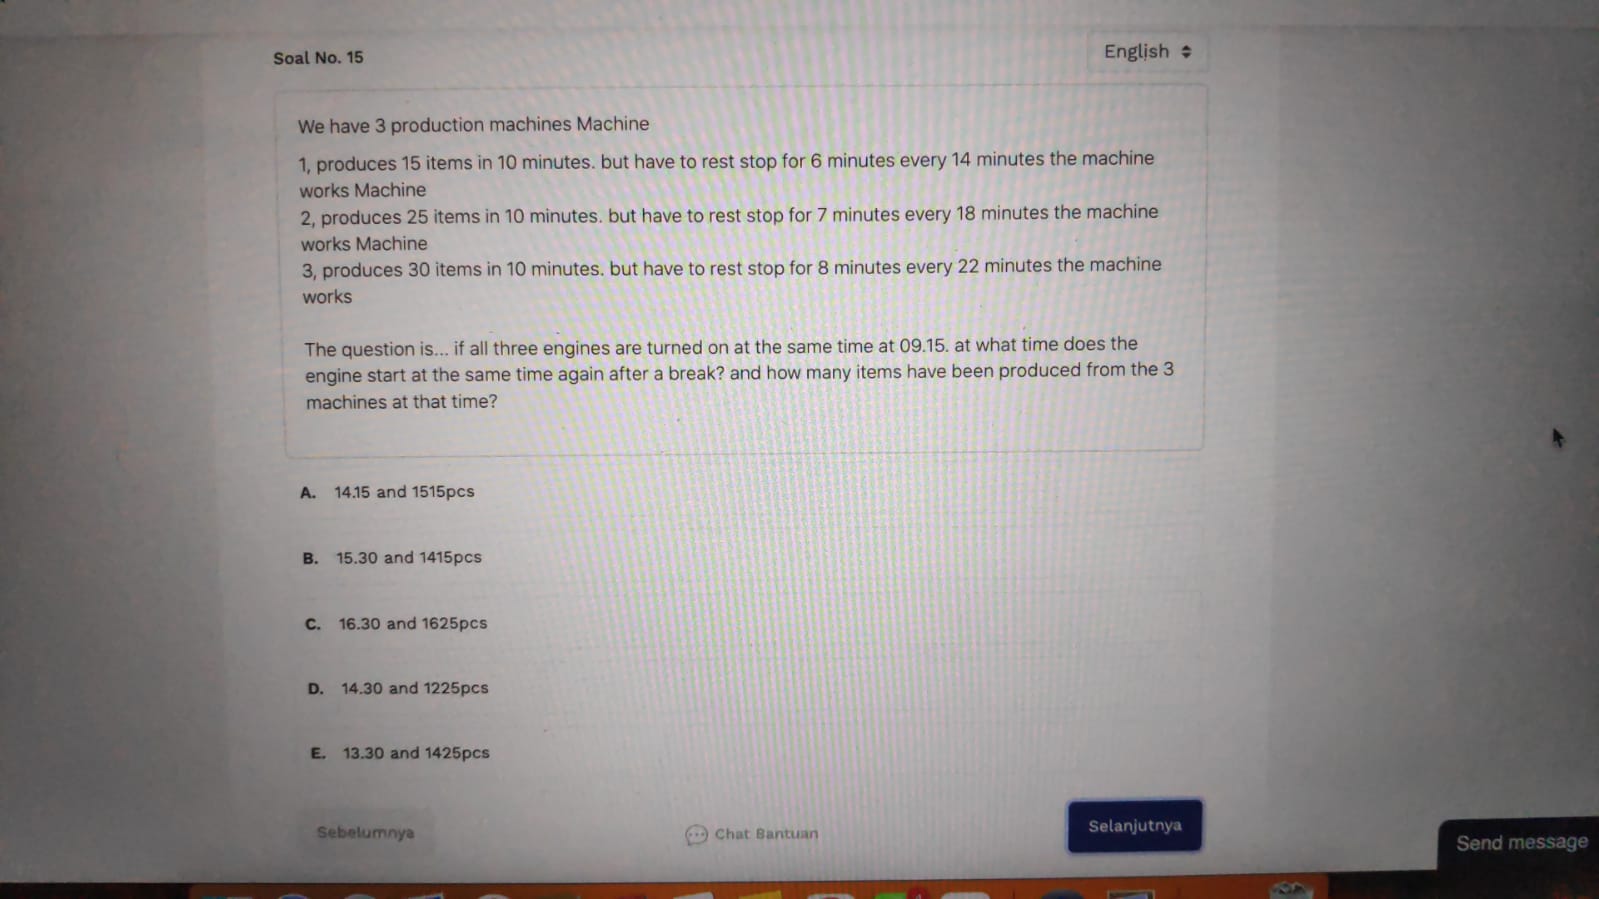 Soal No. 15
English
We have 3 production machines Machine
1, produces 15 items in 10 minutes. but have to rest stop for 6 minutes every 14 minutes the machine
works Machine
2, produces 25 items in 10 minutes. but have to rest stop for 7 minutes every 18 minutes the machine
works Machine
3, produces 30 items in 10 minutes. but have to rest stop for 8 minutes every 22 minutes the machine
works
The question is... if all three engines are turned on at the same time at 09.15. at what time does the
engine start at the same time again after a break? and how many items have been produced from the 3
machines at that time?
A. 14.15 and 1515pcs
B. 15.30 and 1415pcs
C. 16.30 and 1625pcs
D. 14.30 and 1225pcs
E. 13.30 and 1425pcs
Sebelumnya
Chat Bantuan
Selanjutnya
Send message